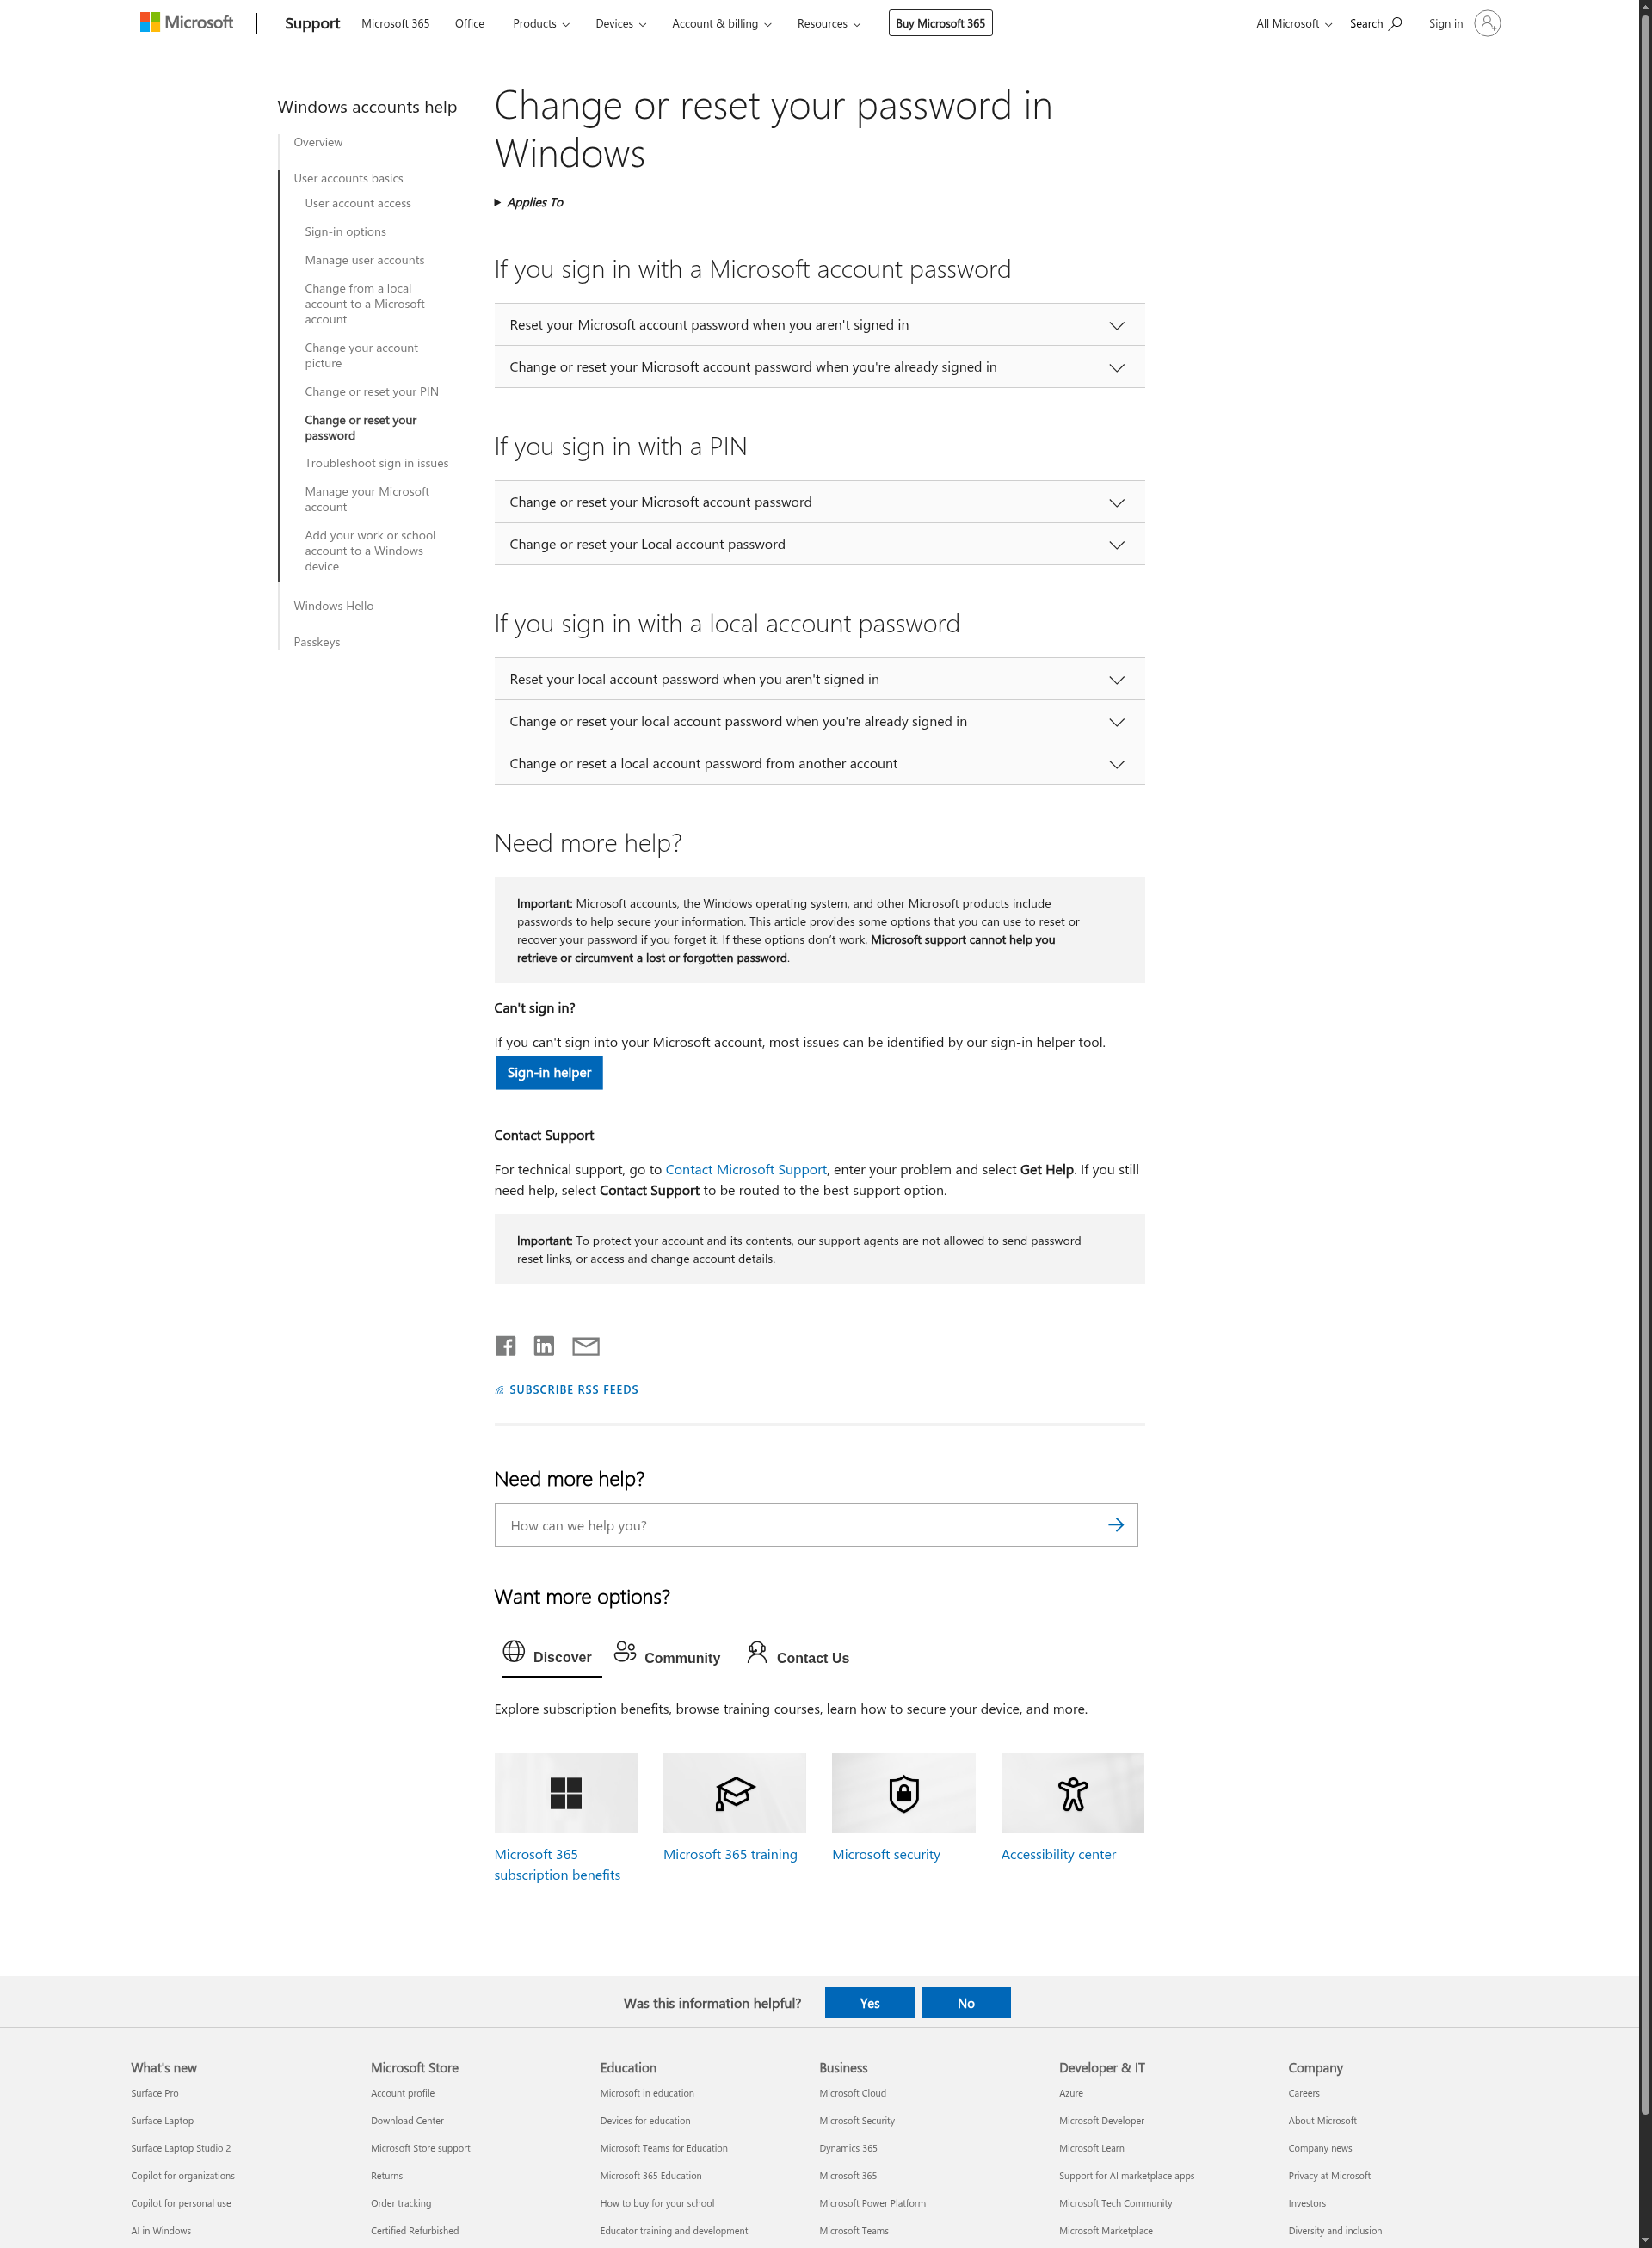 Microsoft
Support
Microsoft 365
Office
Products
Devices
Account & billing
Resources
Buy Microsoft 365
All Microsoft
Search
Sign in
Windows accounts help
Overview
User accounts basics
User account access
Sign-in options
Manage user accounts
Change from a local
account to a Microsoft
account
Change your account
picture
Change or reset your PIN
Change or reset your
password
Troubleshoot sign in issues
Manage your Microsoft
account
Add your work or school
account to a Windows
device
Windows Hello
Passkeys
Change or reset your password in
Windows
Applies To
If you sign in with a Microsoft account password
Reset your Microsoft account password when you aren't signed in
Change or reset your Microsoft account password when you're already signed in
If you sign in with a PIN
Change or reset your Microsoft account password
Change or reset your Local account password
If you sign in with a local account password
Reset your local account password when you aren't signed in
Change or reset your local account password when you're already signed in
Change or reset a local account password from another account
Need more help?
Important: Microsoft accounts, the Windows operating system, and other Microsoft products include
passwords to help secure your information. This article provides some options that you can use to reset or
recover your password if you forget it. If these options don't work, Microsoft support cannot help you
retrieve or circumvent a lost or forgotten password.
Can't sign in?
If you can't sign into your Microsoft account, most issues can be identified by our sign-in helper tool.
Sign-in helper
Contact Support
For technical support, go to Contact Microsoft Support, enter your problem and select Get Help. If you still
need help, select Contact Support to be routed to the best support option.
Important: To protect your account and its contents, our support agents are not allowed to send password
reset links, or access and change account details.
SUBSCRIBE RSS FEEDS
Need more help?
How can we help you?
Want more options?
Discover
Community
Contact Us
Explore subscription benefits, browse training courses, learn how to secure your device, and more.
Microsoft 365
subscription benefits
Microsoft 365 training
Microsoft security
Accessibility center
Was this information helpful?
Yes
No
What's new
Surface Pro
Surface Laptop
Surface Laptop Studio 2
Copilot for organizations
Copilot for personal use
AI in Windows
Microsoft Store
Account profile
Download Center
Microsoft Store support
Returns
Order tracking
Certified Refurbished
Education
Microsoft in education
Devices for education
Microsoft Teams for Education
Microsoft 365 Education
How to buy for your school
Educator training and development
Business
Microsoft Cloud
Microsoft Security
Dynamics 365
Microsoft 365
Microsoft Power Platform
Microsoft Teams
Developer & IT
Azure
Microsoft Developer
Microsoft Learn
Support for AI marketplace apps
Microsoft Tech Community
Microsoft Marketplace
Company
Careers
About Microsoft
Company news
Privacy at Microsoft
Investors
Diversity and inclusion